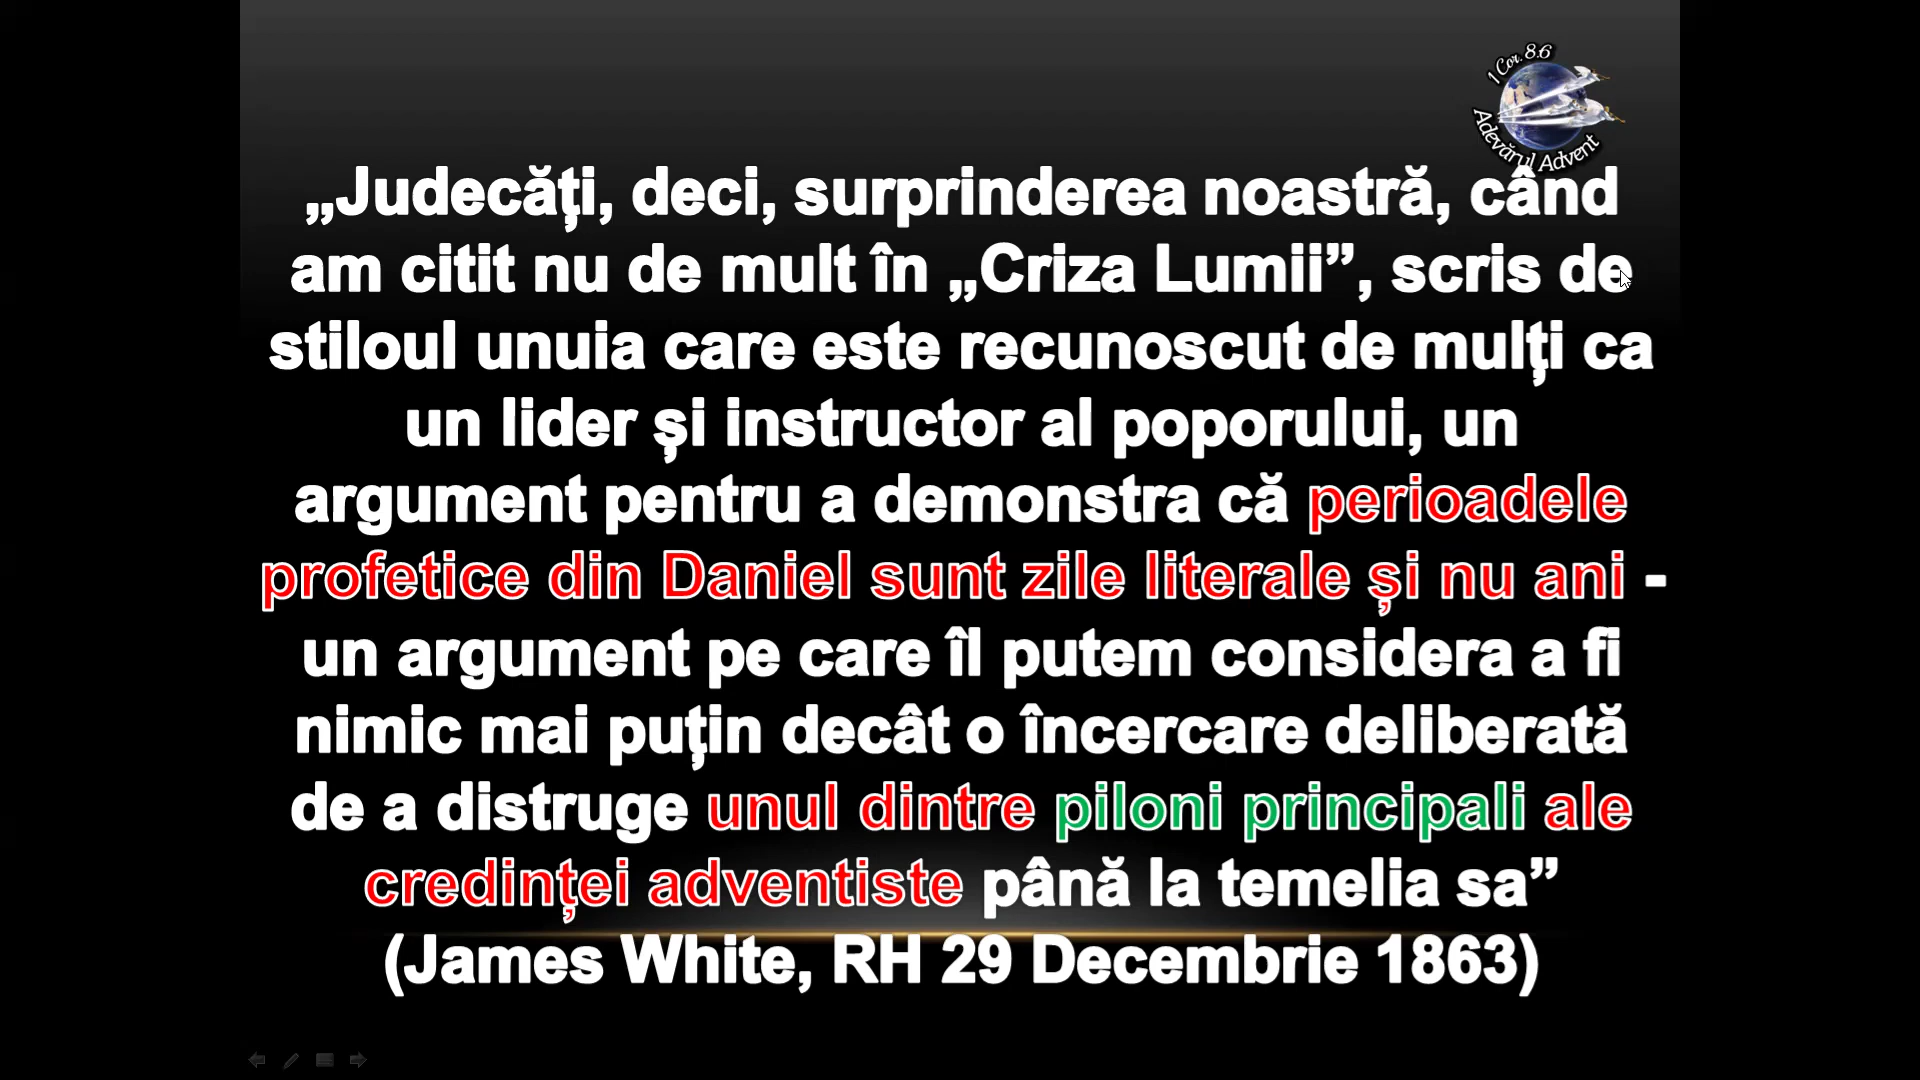 1 Cor. 8:6
Adevărul Advent
„Judecăți, deci, surprinderea noastră, când
am citit nu de mult în „Criza Lumii”, scris de
stiloul unuia care este recunoscut de mulți ca
un lider și instructor al poporului, un
argument pentru a demonstra că perioadele
profetice din Daniel sunt zile literale și nu ani -
un argument pe care îl putem considera a fi
nimic mai puțin decât o încercare deliberată
de a distruge unul dintre piloni principali ale
credinței adventiste până la temelia sa”
(James White, RH 29 Decembrie 1863)